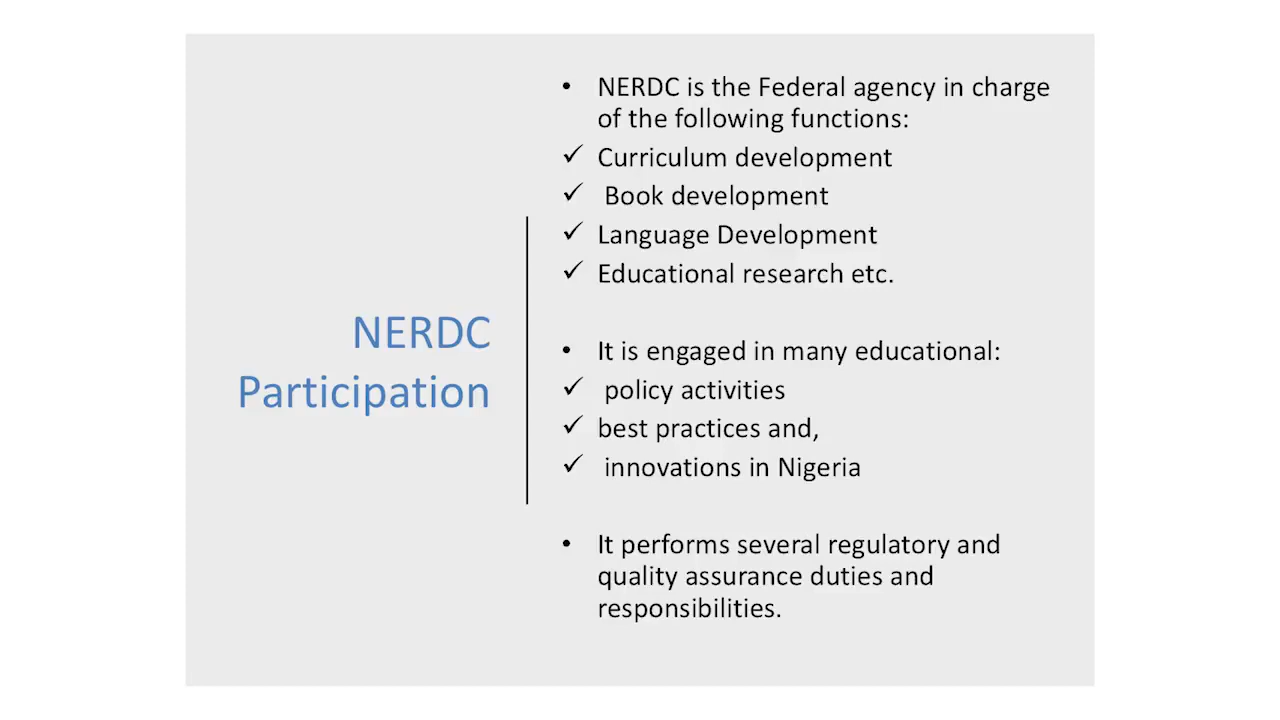 NERDC
Participation
• NERDC is the Federal agency in charge
of the following functions:
✓ Curriculum development
✓ Book development
✓ Language Development
✓ Educational research etc.
• It is engaged in many educational:
✓ policy activities
✓ best practices and,
✓ innovations in Nigeria
• It performs several regulatory and
quality assurance duties and
responsibilities.